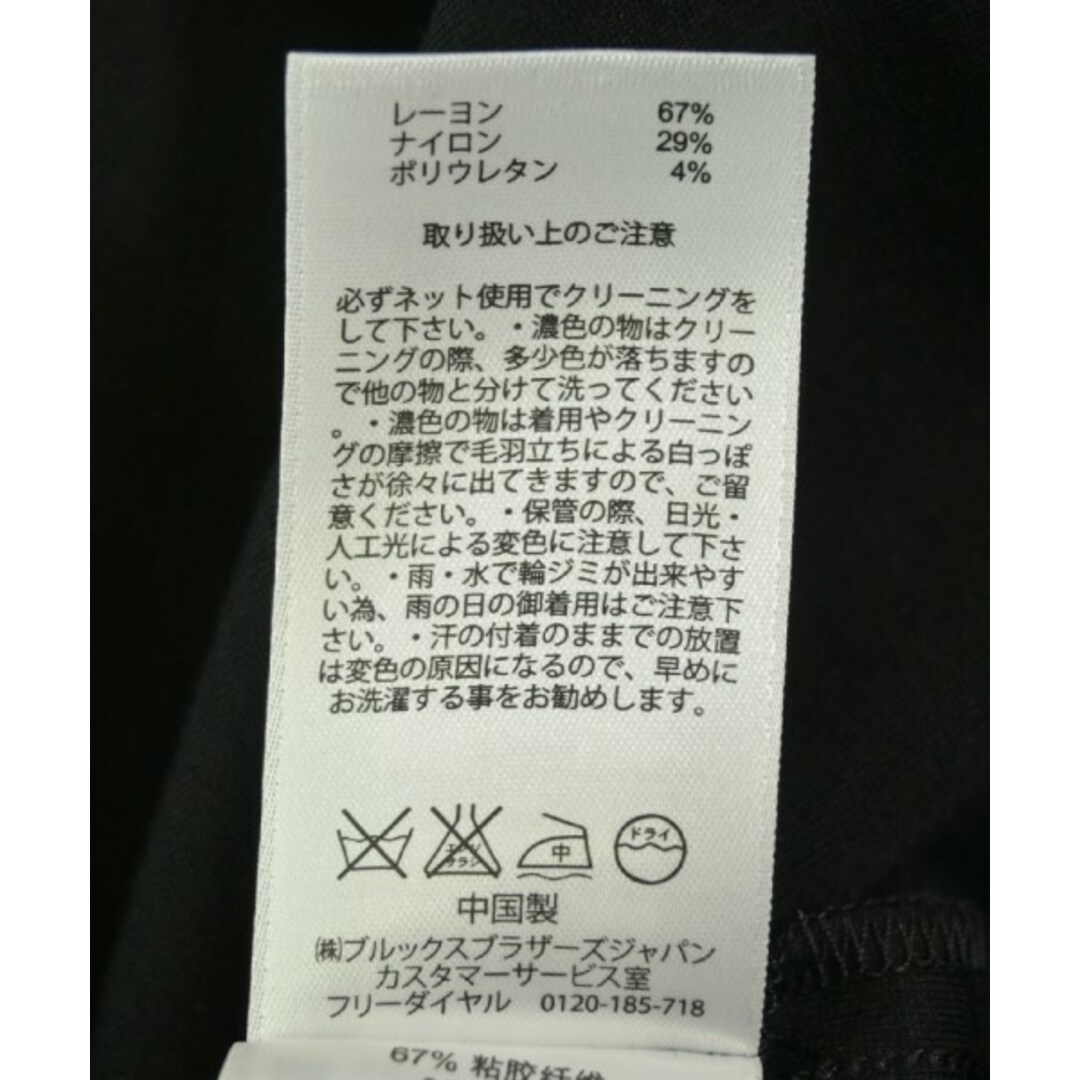 レーヨン 67%
ナイロン 29%
ポリウレタン 4%
取り扱い上のご注意
必ずネット使用でクリーニングを
して下さい。・濃色の物はクリー
ニングの際、多少色が落ちますの
で他の物と分けて洗ってください
。・濃色の物は着用やクリーニン
グの摩擦で毛羽立ちによる白っぽ
さが徐々に出てきますので、ご留
意ください。・保管の際、日光・
人工光による変色に注意して下さ
い。・雨・水で輪ジミが出来やす
い為、雨の日の御着用はご注意下
さい。・汗の付着のままでの放置
は変色の原因になるので、早めに
お洗濯する事をお勧めします。
中
ドライ
中国製
㈱ブルックスブラザーズジャパン
カスタマーサービス室
フリーダイヤル 0120-185-718
67% 粘胶纤维